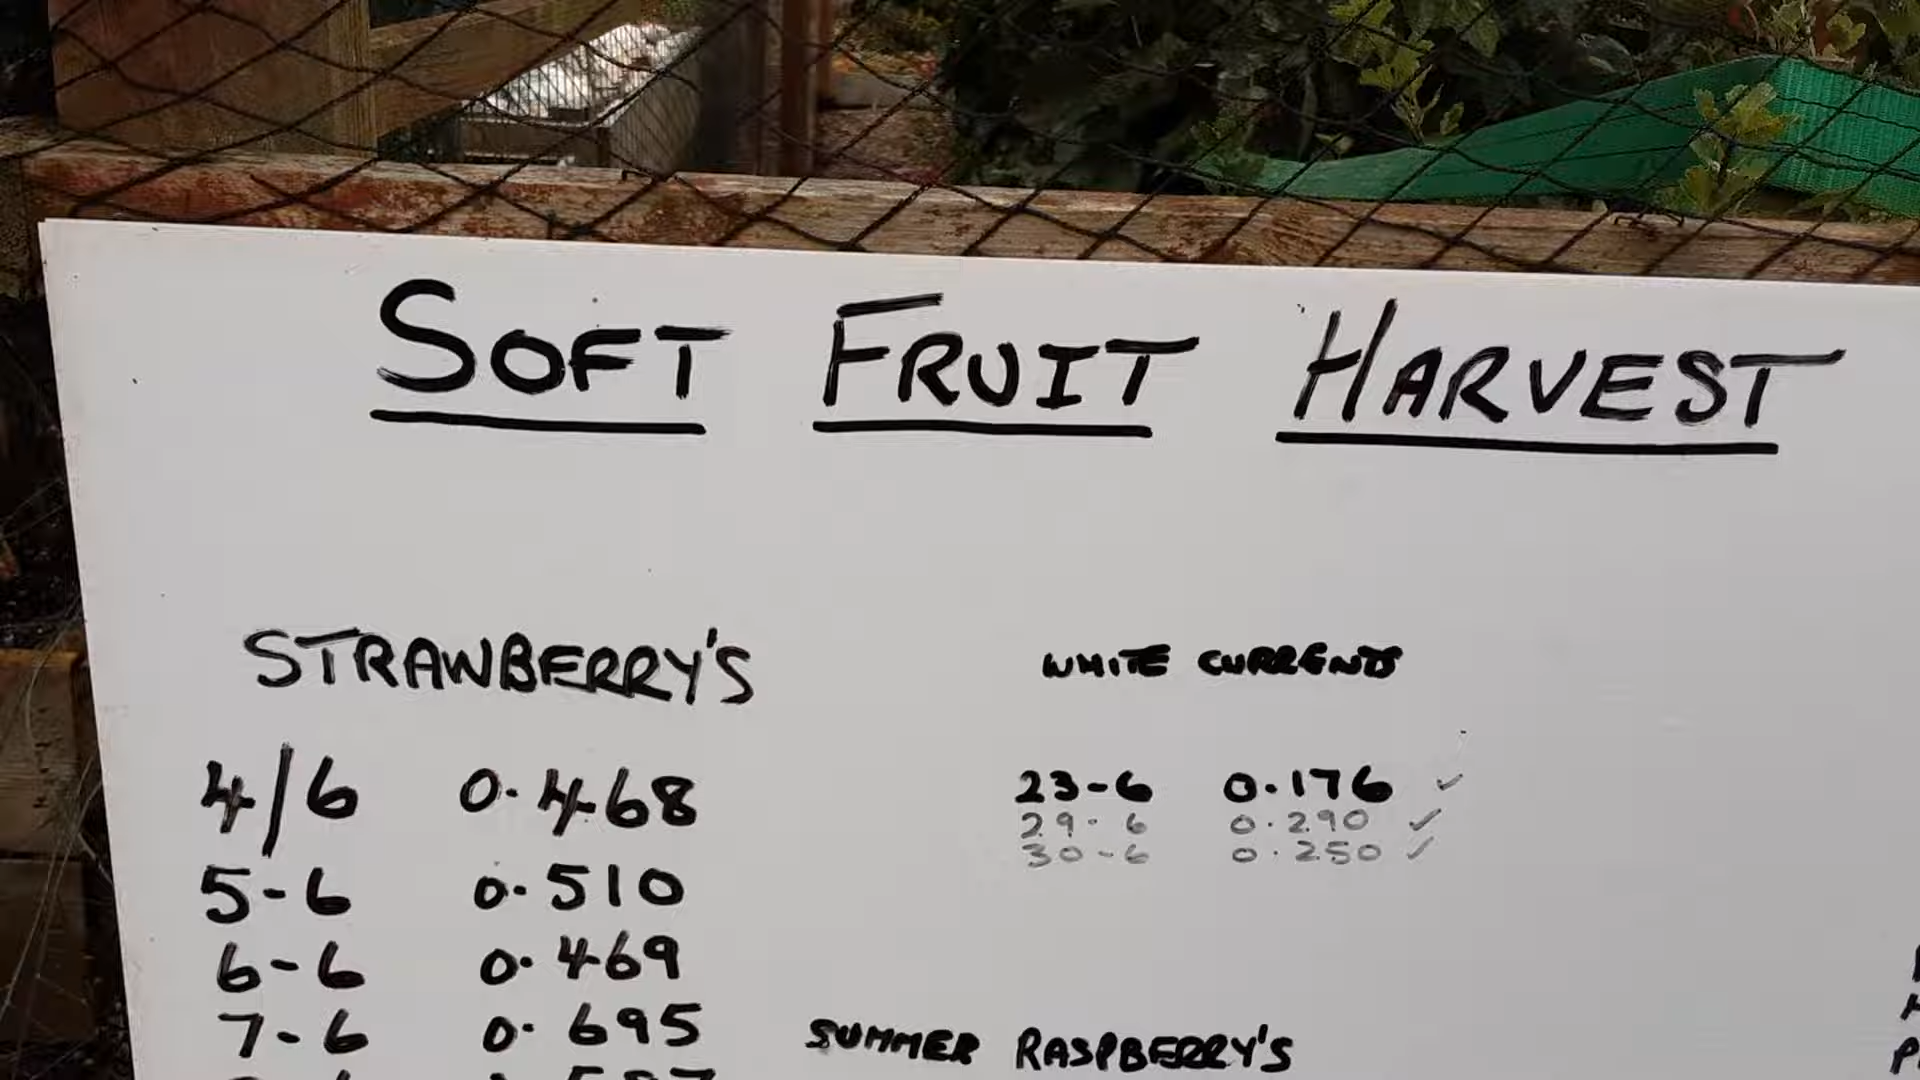 SOFT FRUIT HARVEST
STRAWBERRY'S
4/6 0.468
5-6 0.510
6-6 0.469
7-6 0.695
WHITE CURRENTS
23-6 0.176 ✓
29-6 0.290 ✓
30-6 0.250 ✓
SUMMER RASPBERRY'S